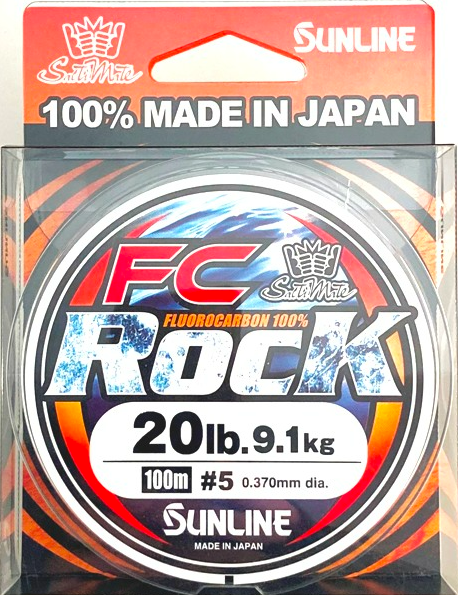 SaltiMate
SUNLINE
100% MADE IN JAPAN
FC
SaltiMate
FLUOROCARBON 100%
ROCK
20lb. 9.1kg
100m #5 0.370mm dia.
SUNLINE
MADE IN JAPAN